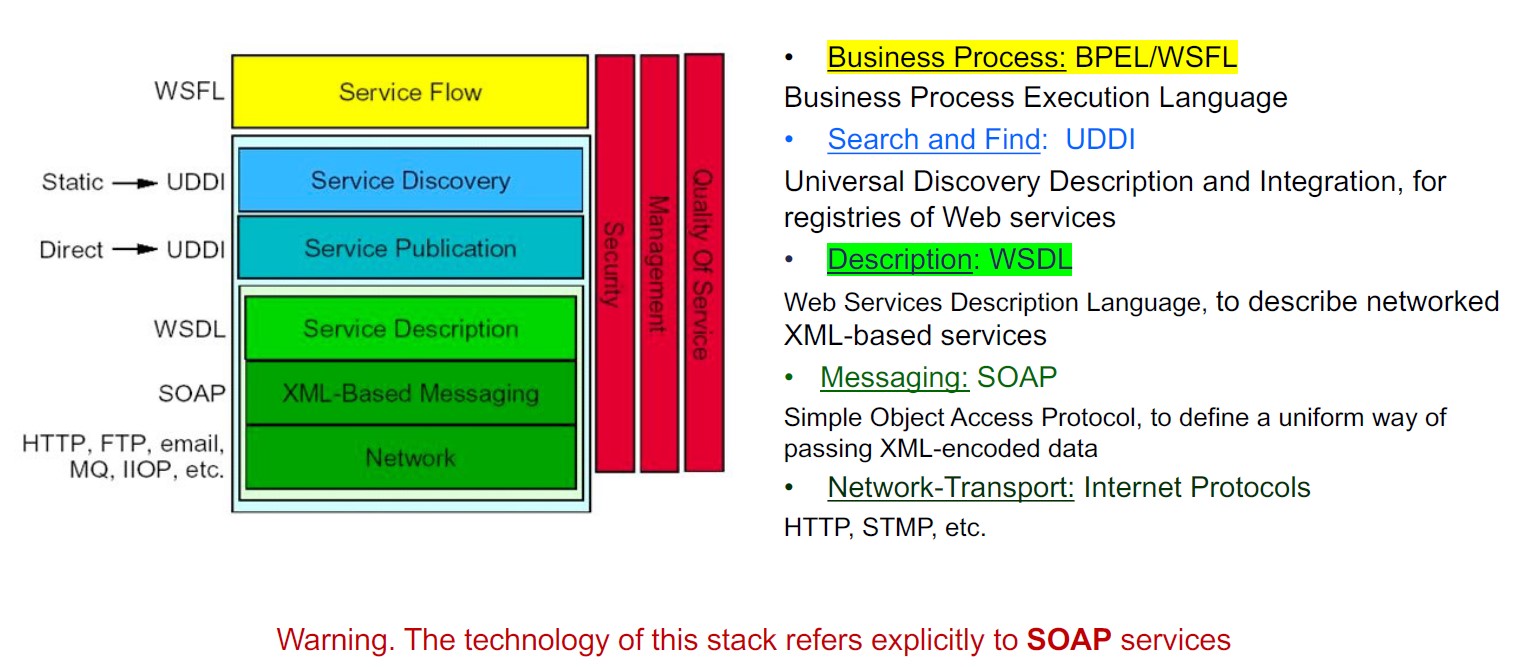 WSFL
Service Flow
Static → UDDI
Service Discovery
Direct → UDDI
Service Publication
WSDL
Service Description
SOAP
XML-Based Messaging
HTTP, FTP, email,
MQ, IIOP, etc.
Network
Security
Management
Quality Of Service
• Business Process: BPEL/WSFL
Business Process Execution Language
• Search and Find: UDDI
Universal Discovery Description and Integration, for
registries of Web services
• Description: WSDL
Web Services Description Language, to describe networked
XML-based services
• Messaging: SOAP
Simple Object Access Protocol, to define a uniform way of
passing XML-encoded data
• Network-Transport: Internet Protocols
HTTP, STMP, etc.
Warning. The technology of this stack refers explicitly to SOAP services